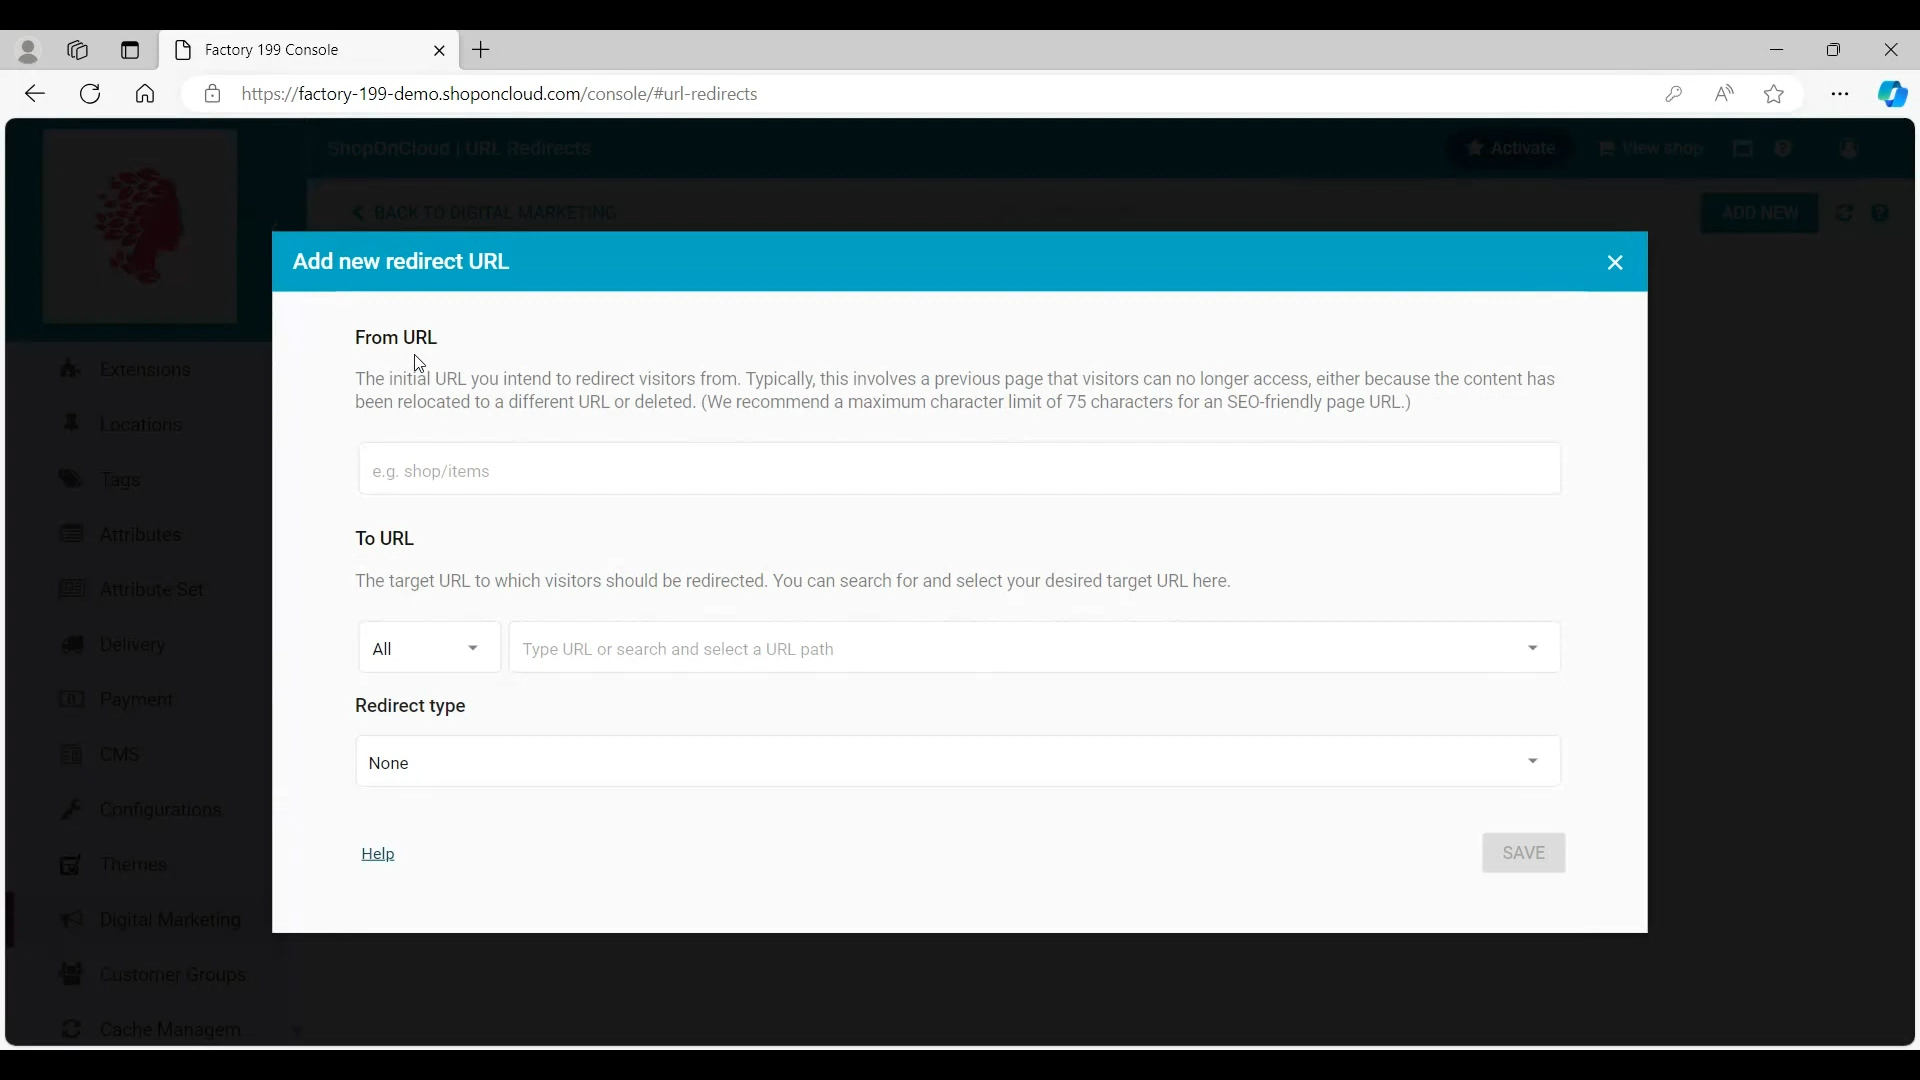 Factory 199 Console
https://factory-199-demo.shoponcloud.com/console/#url-redirects
ShopOnCloud | URL Redirects
Activate
View shop
BACK TO DIGITAL MARKETING
ADD NEW
Add new redirect URL
From URL
The initial URL you intend to redirect visitors from. Typically, this involves a previous page that visitors can no longer access, either because the content has
been relocated to a different URL or deleted. (We recommend a maximum character limit of 75 characters for an SEO-friendly page URL.)
e.g. shop/items
To URL
The target URL to which visitors should be redirected. You can search for and select your desired target URL here.
All
Type URL or search and select a URL path
Redirect type
None
Help
SAVE
Extensions
Locations
Tags
Attributes
Attribute Set
Delivery
Payment
CMS
Configurations
Themes
Digital Marketing
Customer Groups
Cache Managem...